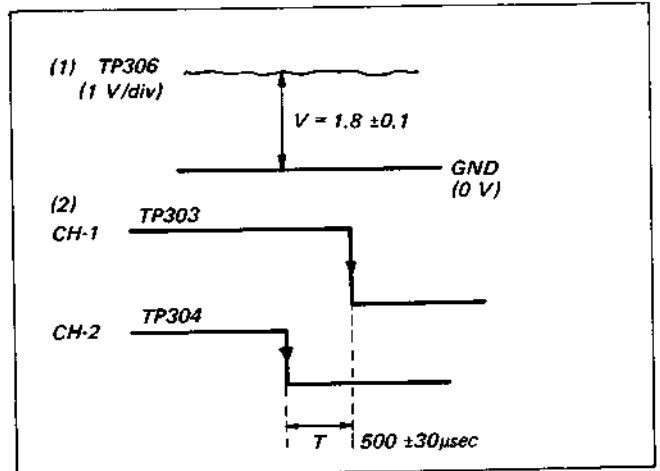 (1) TP306
(1 V/div)
V = 1.8 ±0.1
GND
(0 V)
(2)
CH-1 TP303
CH-2 TP304
T 500 ±30μsec